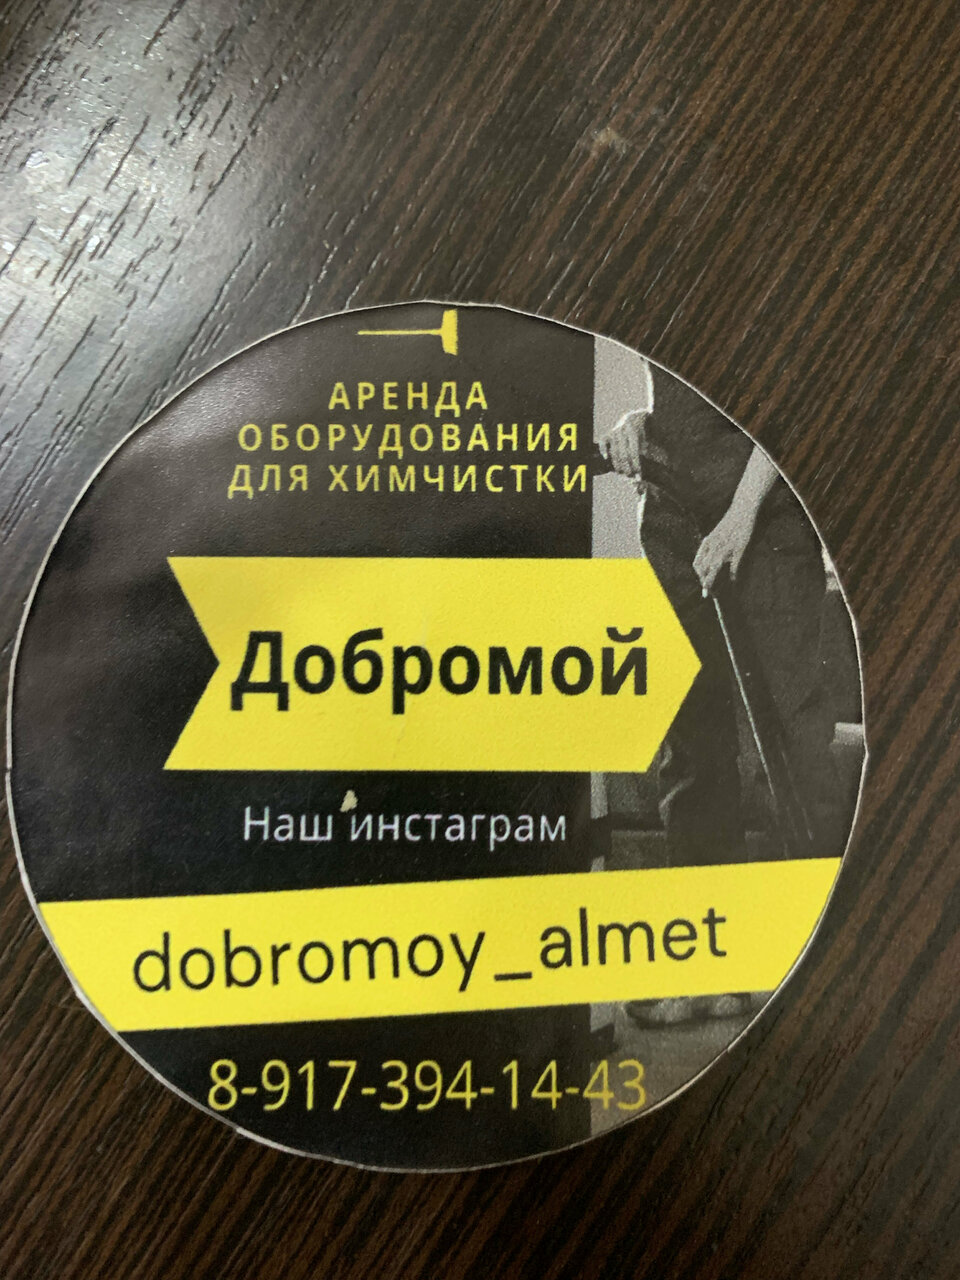 АРЕНДА
ОБОРУДОВАНИЯ
ДЛЯ ХИМЧИСТКИ
Добромой
Наш инстаграм
dobromoy_almet
8-917-394-14-43